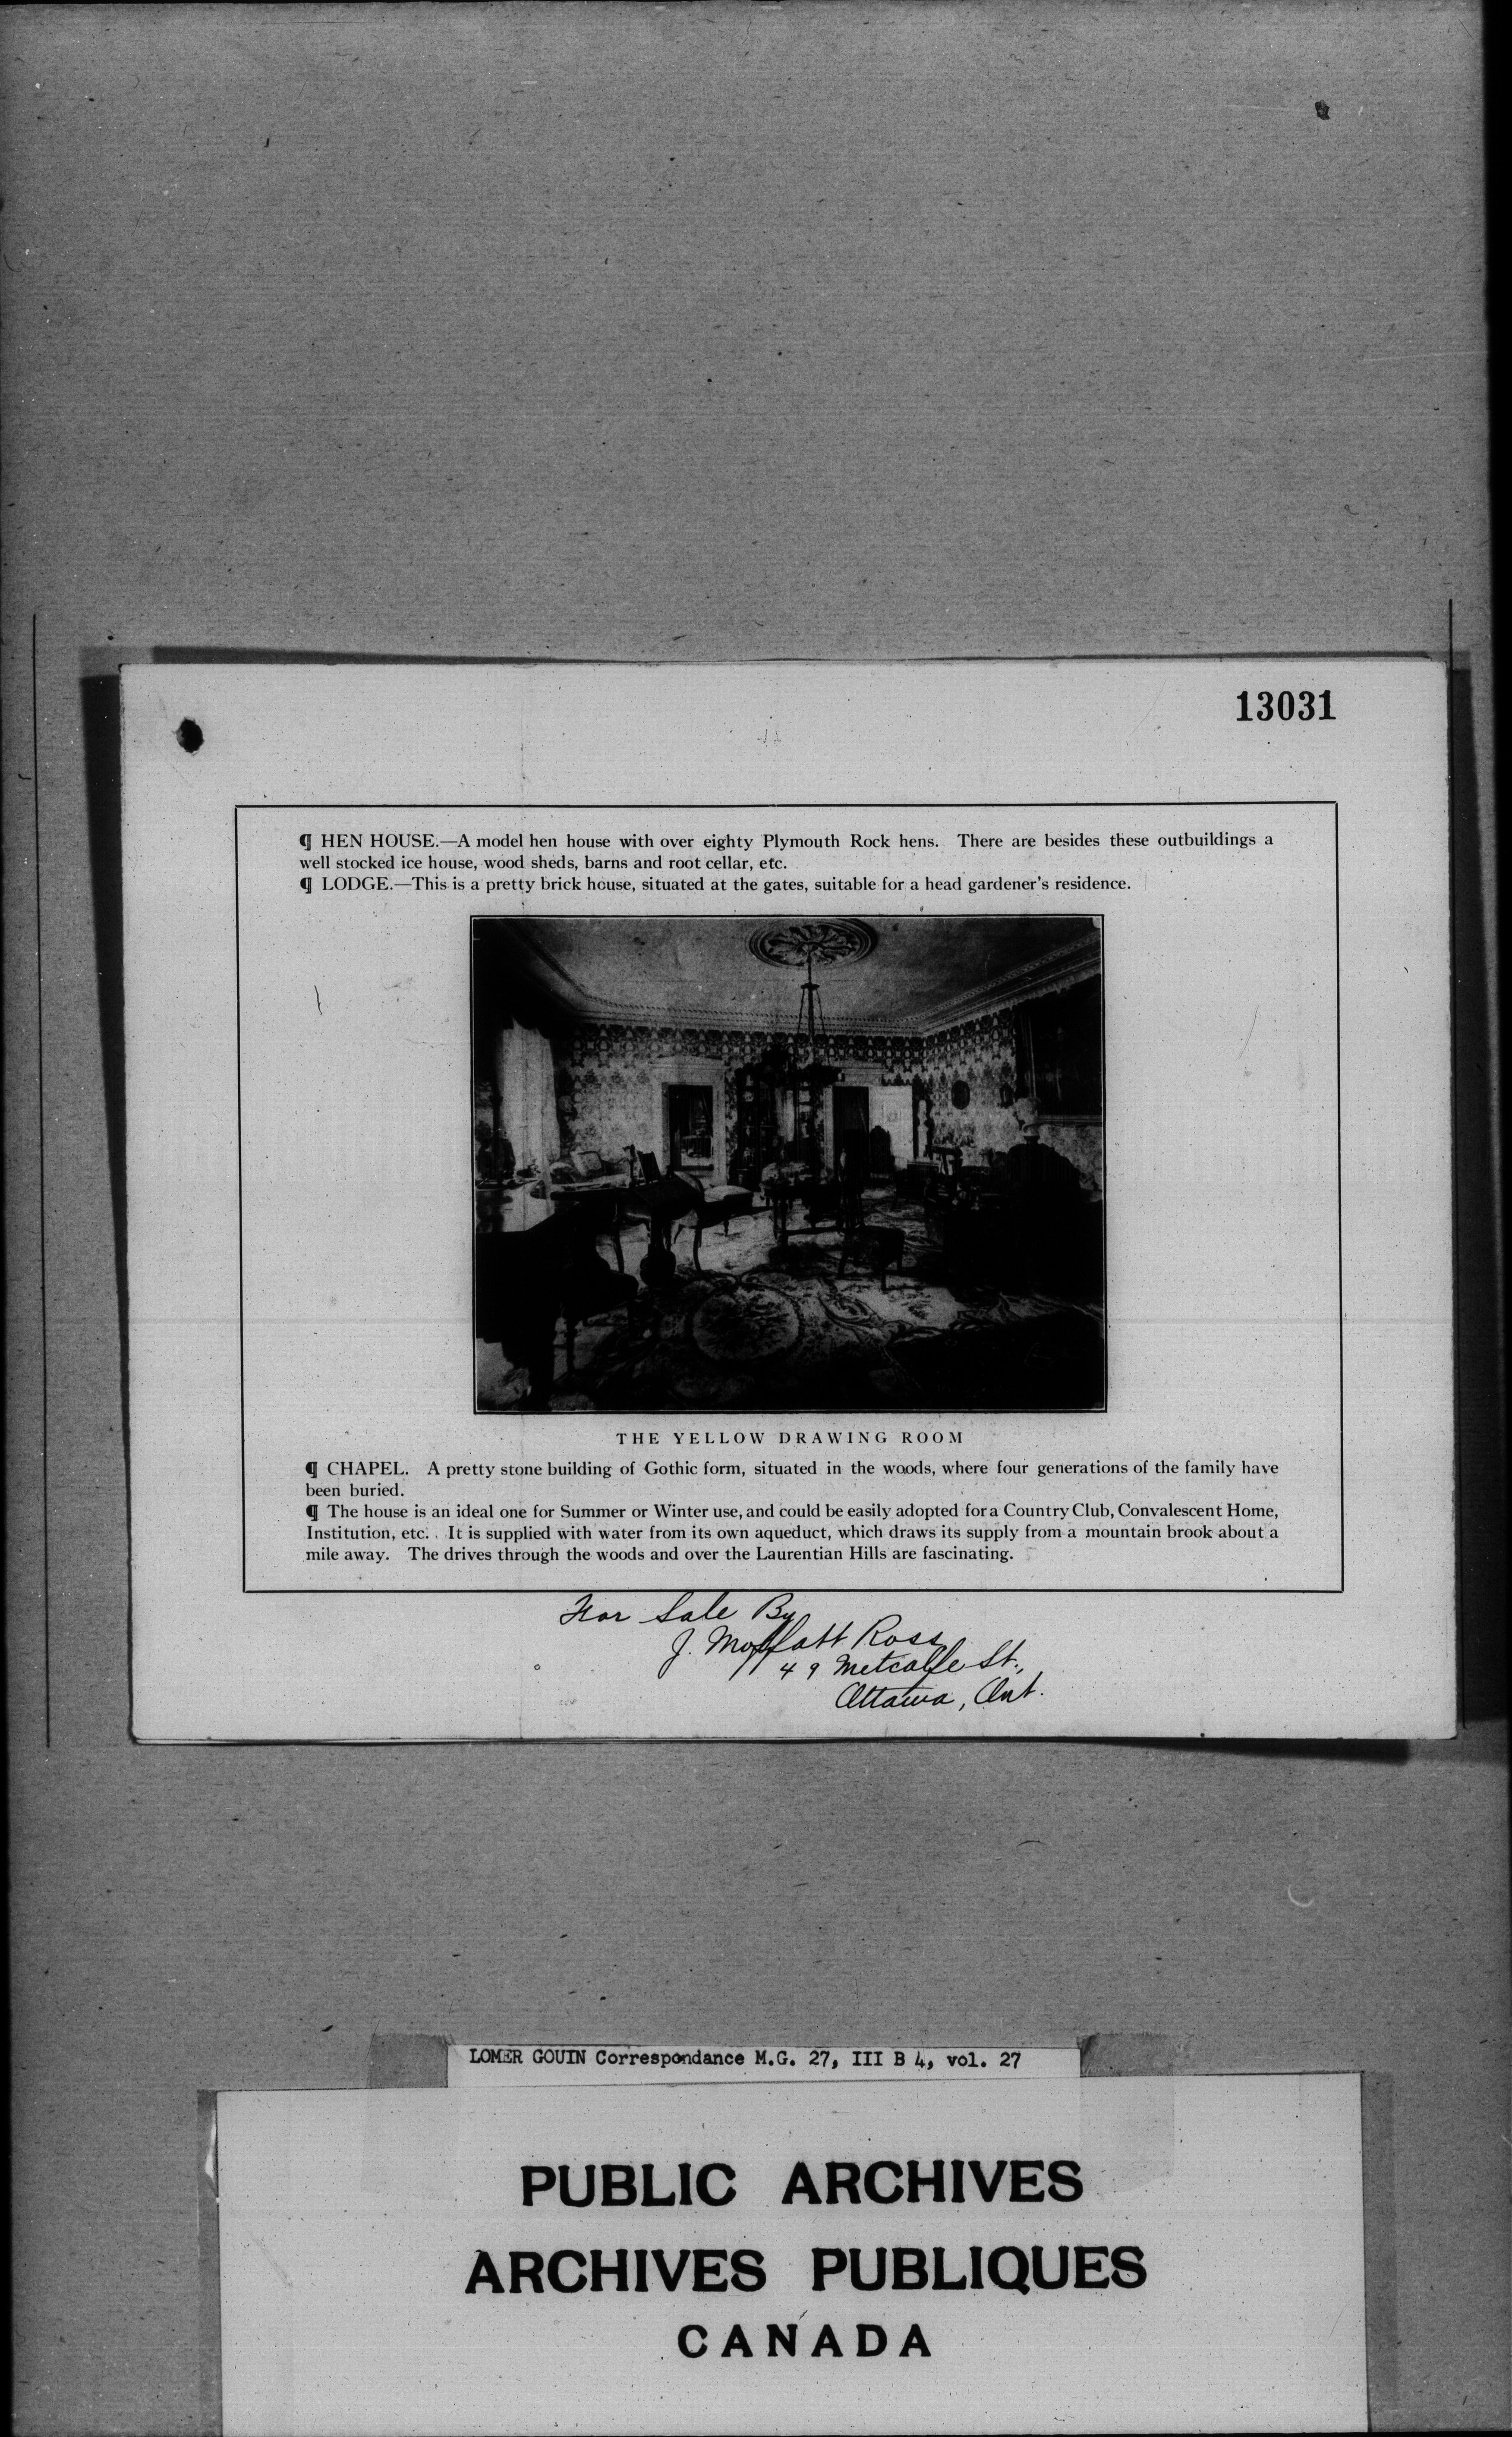 13031
¶ HEN HOUSE.—A model hen house with over eighty Plymouth Rock hens. There are besides these outbuildings a
well stocked ice house, wood sheds, barns and root cellar, etc.
¶ LODGE.—This is a pretty brick house, situated at the gates, suitable for a head gardener's residence.
THE YELLOW DRAWING ROOM
¶ CHAPEL. A pretty stone building of Gothic form, situated in the woods, where four generations of the family have
been buried.
¶ The house is an ideal one for Summer or Winter use, and could be easily adopted for a Country Club, Convalescent Home,
Institution, etc. It is supplied with water from its own aqueduct, which draws its supply from a mountain brook about a
mile away. The drives through the woods and over the Laurentian Hills are fascinating.
For Sale By
J. Moffatt Ross
49 Metcalfe St.,
Ottawa, Ont.
LOMER GOUIN Correspondance M.G. 27, III B 4, vol. 27
PUBLIC ARCHIVES
ARCHIVES PUBLIQUES
CANADA